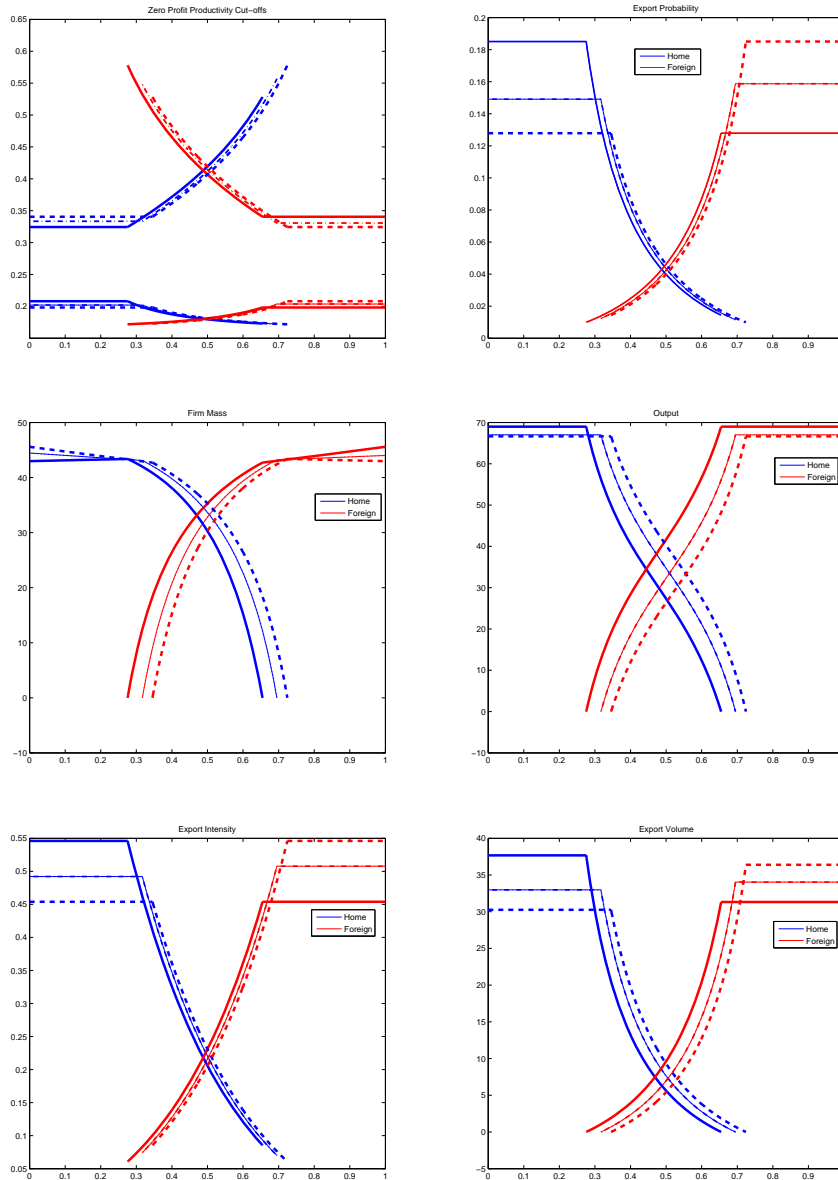 Zero Profit Productivity Cut−offs
0.65
0.6
0.55
0.5
0.45
0.4
0.35
0.3
0.25
0.2
0 0.1 0.2 0.3 0.4 0.5 0.6 0.7 0.8 0.9 1
Export Probability
0.2
0.18
0.16
0.14
0.12
0.1
0.08
0.06
0.04
0.02
0
0 0.1 0.2 0.3 0.4 0.5 0.6 0.7 0.8 0.9
Home
Foreign
Firm Mass
50
40
30
20
10
0
−10
0 0.1 0.2 0.3 0.4 0.5 0.6 0.7 0.8 0.9 1
Home
Foreign
Output
70
60
50
40
30
20
10
0
−10
0 0.1 0.2 0.3 0.4 0.5 0.6 0.7 0.8 0.9
Home
Foreign
Export Intensity
0.55
0.5
0.45
0.4
0.35
0.3
0.25
0.2
0.15
0.1
0.05
0 0.1 0.2 0.3 0.4 0.5 0.6 0.7 0.8 0.9 1
Home
Foreign
Export Volume
40
35
30
25
20
15
10
5
0
−5
0 0.1 0.2 0.3 0.4 0.5 0.6 0.7 0.8 0.9
Home
Foreign